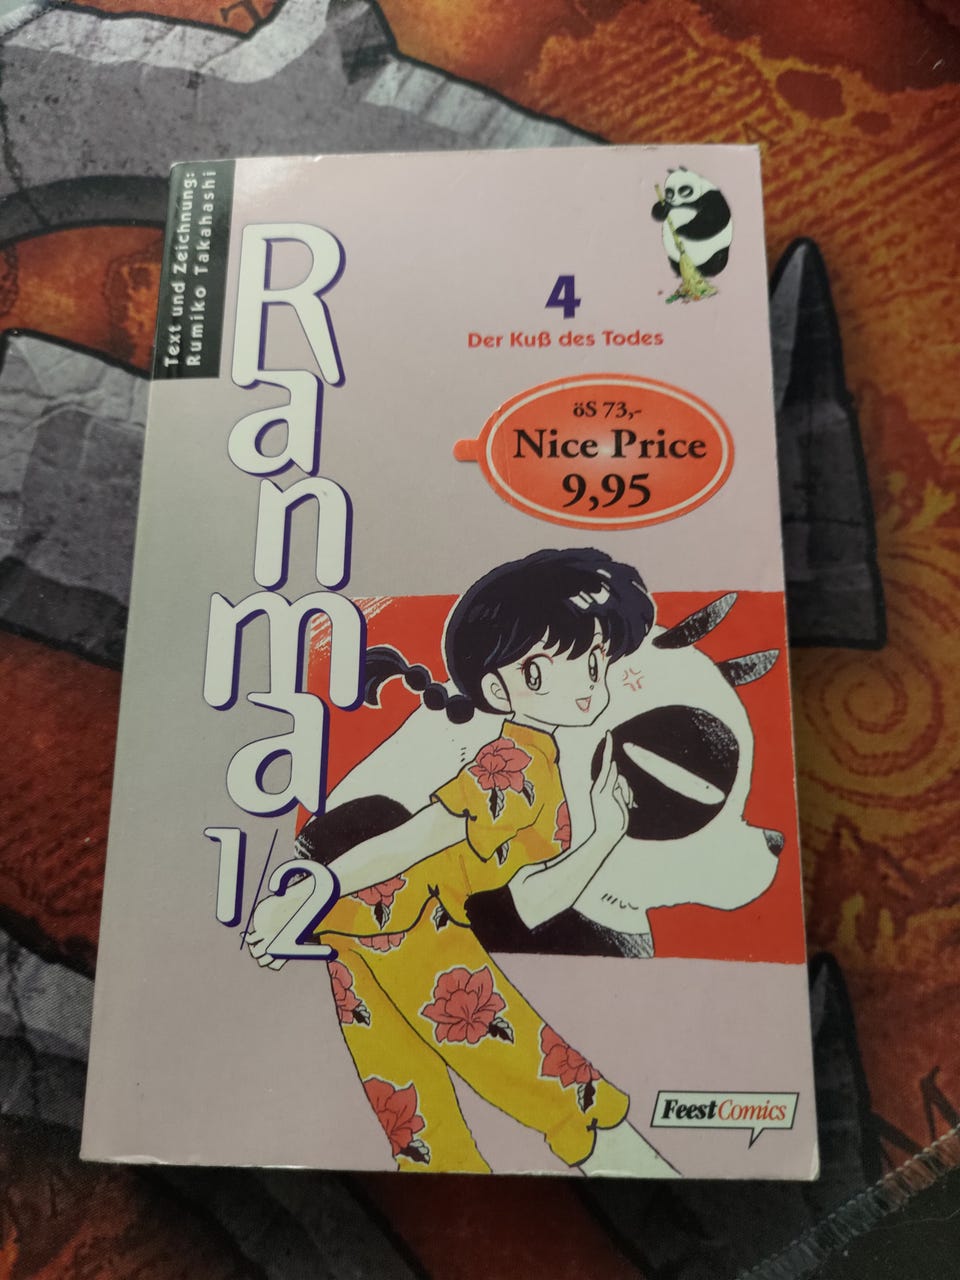 Text und Zeichnung:
Rumiko Takahashi
Ranma
1/2
4
Der Kuß des Todes
öS 73,-
Nice Price
9,95
FeestComics